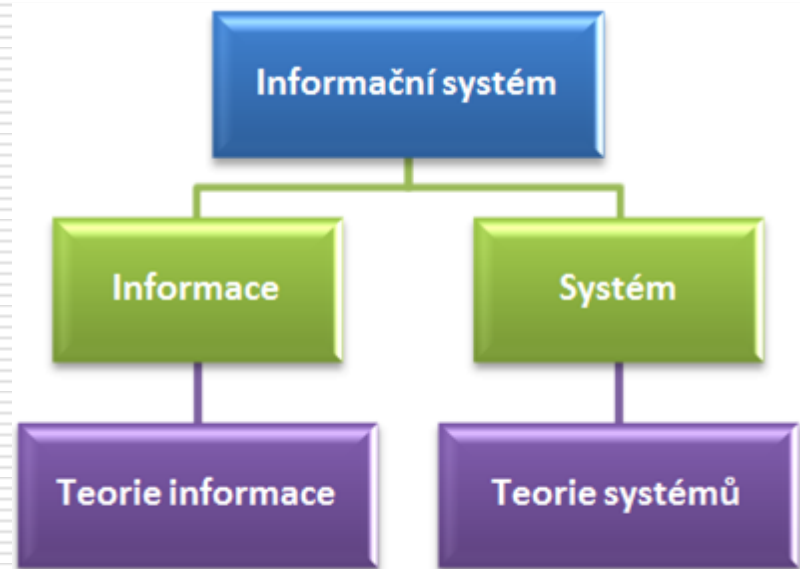 Informační systém
Informace
Systém
Teorie informace
Teorie systémů